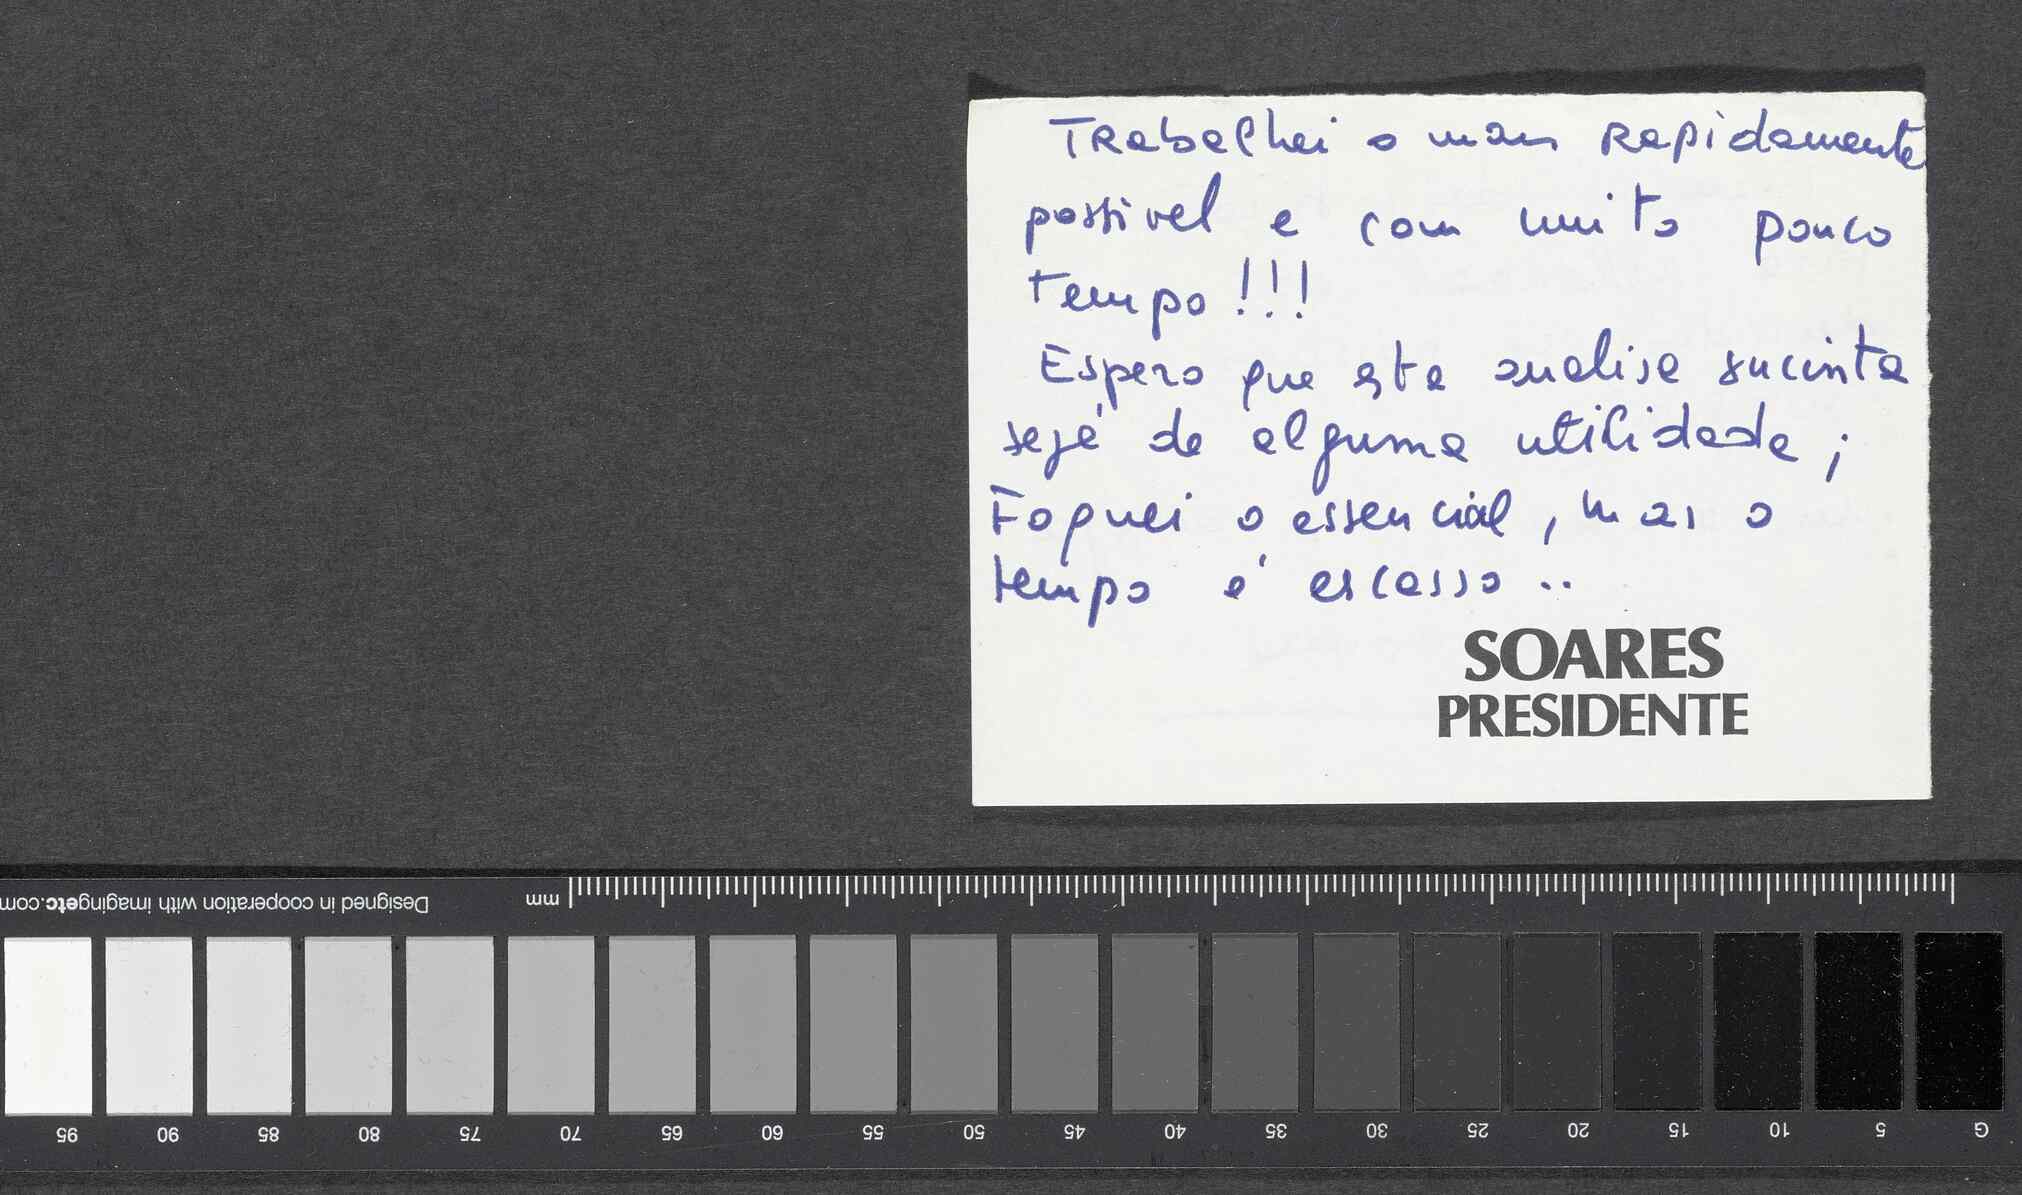 Trabalhei o mais rapidamente
possivel e com muito pouco
tempo!!!
Espero que esta analise sucinta
seja de alguma utilidade;
Foquei o essencial, mas o
tempo é escasso..
SOARES
PRESIDENTE
Designed in cooperation with imagingetc.com
mm
95 90 85 80 75 70 65 60 55 50 45 40 35 30 25 20 15 10 5 G